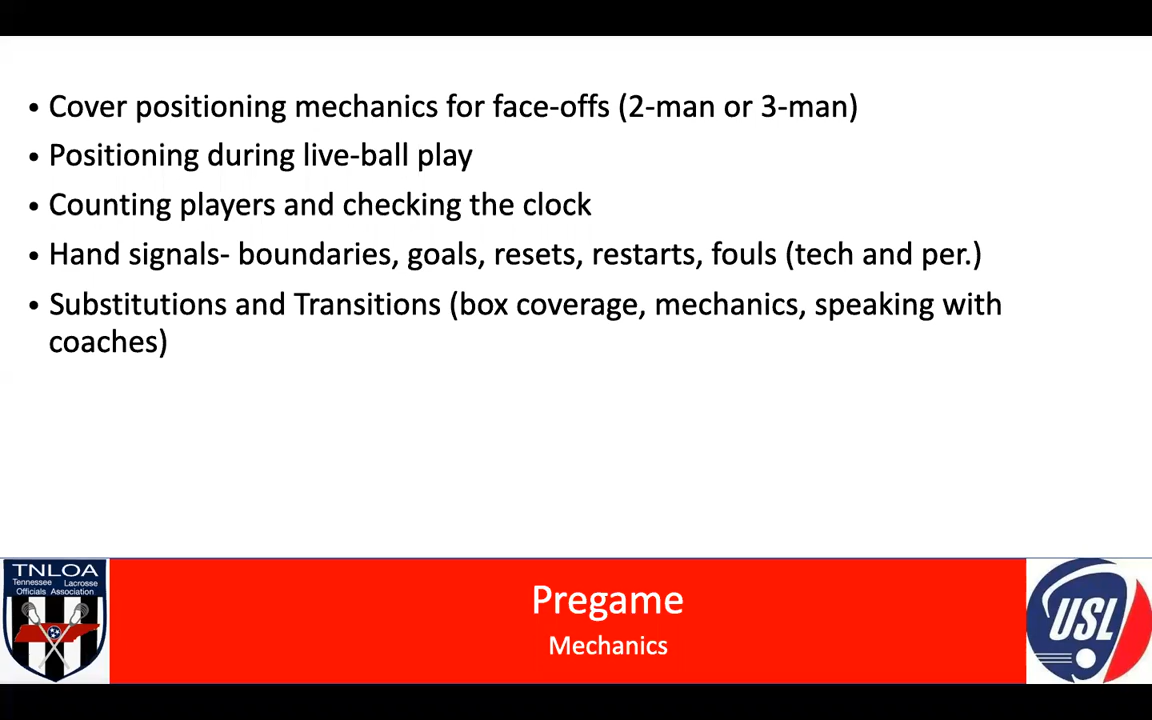 • Cover positioning mechanics for face-offs (2-man or 3-man)
• Positioning during live-ball play
• Counting players and checking the clock
• Hand signals- boundaries, goals, resets, restarts, fouls (tech and per.)
• Substitutions and Transitions (box coverage, mechanics, speaking with
coaches)
TNLOA
Tennessee Lacrosse
Officials Association
Pregame
Mechanics
USL